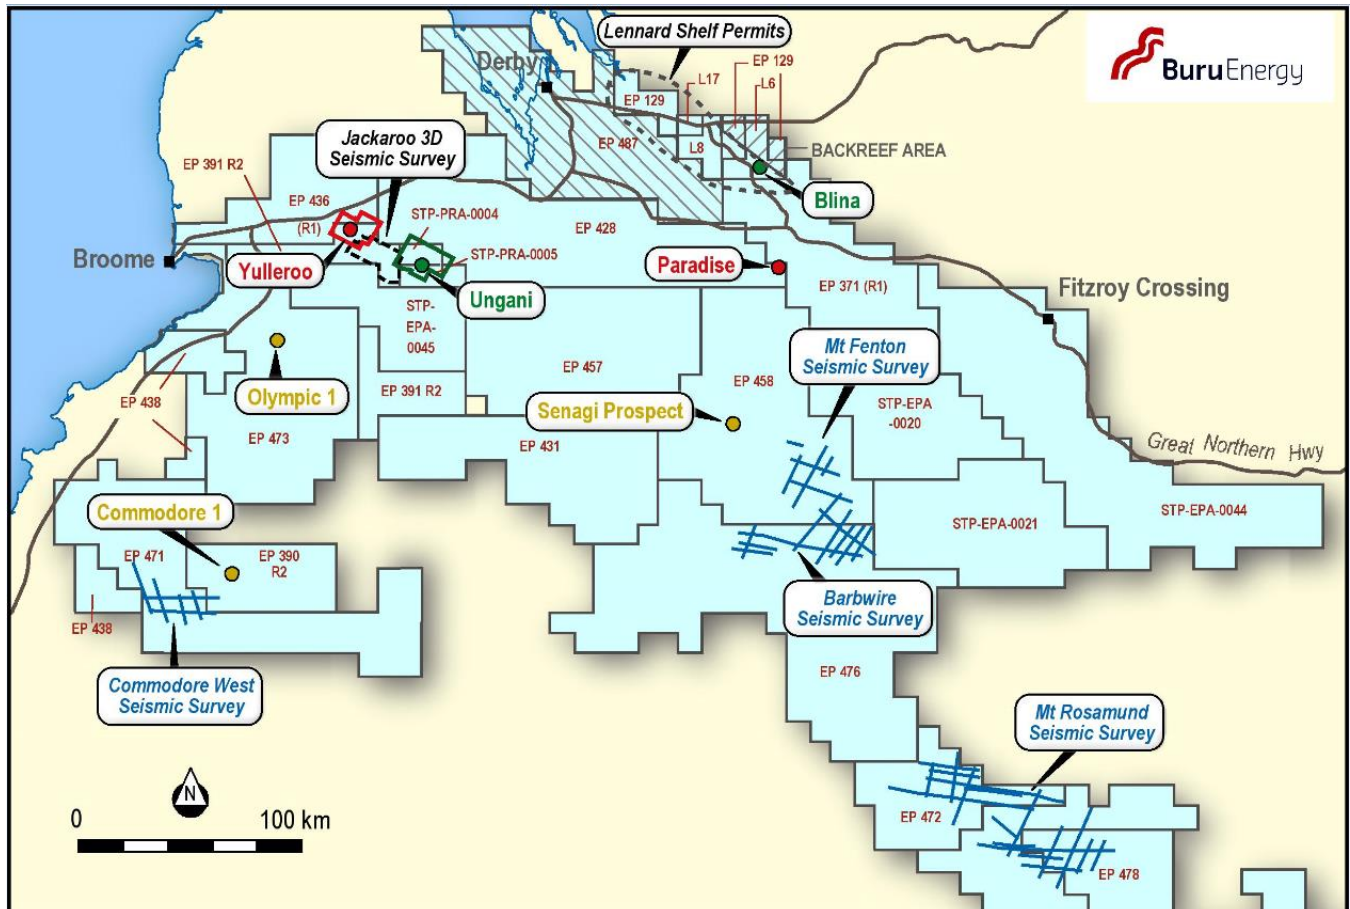 Lennard Shelf Permits
BuruEnergy
Derby
EP 129
L17
L6
EP 129
Jackaroo 3D
Seismic Survey
EP 487
L8
BACKREEF AREA
EP 391 R2
Blina
EP 436
(R1)
STP-PRA-0004
EP 428
STP-PRA-0005
Broome
Yulleroo
Paradise
EP 371 (R1)
Fitzroy Crossing
Ungani
STP-
EPA-
0045
Mt Fenton
Seismic Survey
EP 457
EP 458
EP 391 R2
Olympic 1
EP 438
Senagi Prospect
STP-EPA
-0020
EP 473
EP 431
Great Northern Hwy
Commodore 1
STP-EPA-0021
STP-EPA-0044
EP 471
EP 390
R2
Barbwire
Seismic Survey
EP 438
EP 476
Commodore West
Seismic Survey
Mt Rosamund
Seismic Survey
N
0
100 km
EP 472
EP 478